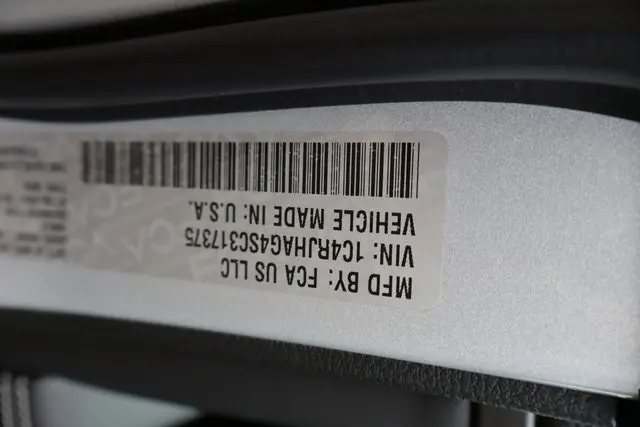 MFD BY: FCA US LLC
VIN: 1C4RJHAG4SC317375
VEHICLE MADE IN: U.S.A.